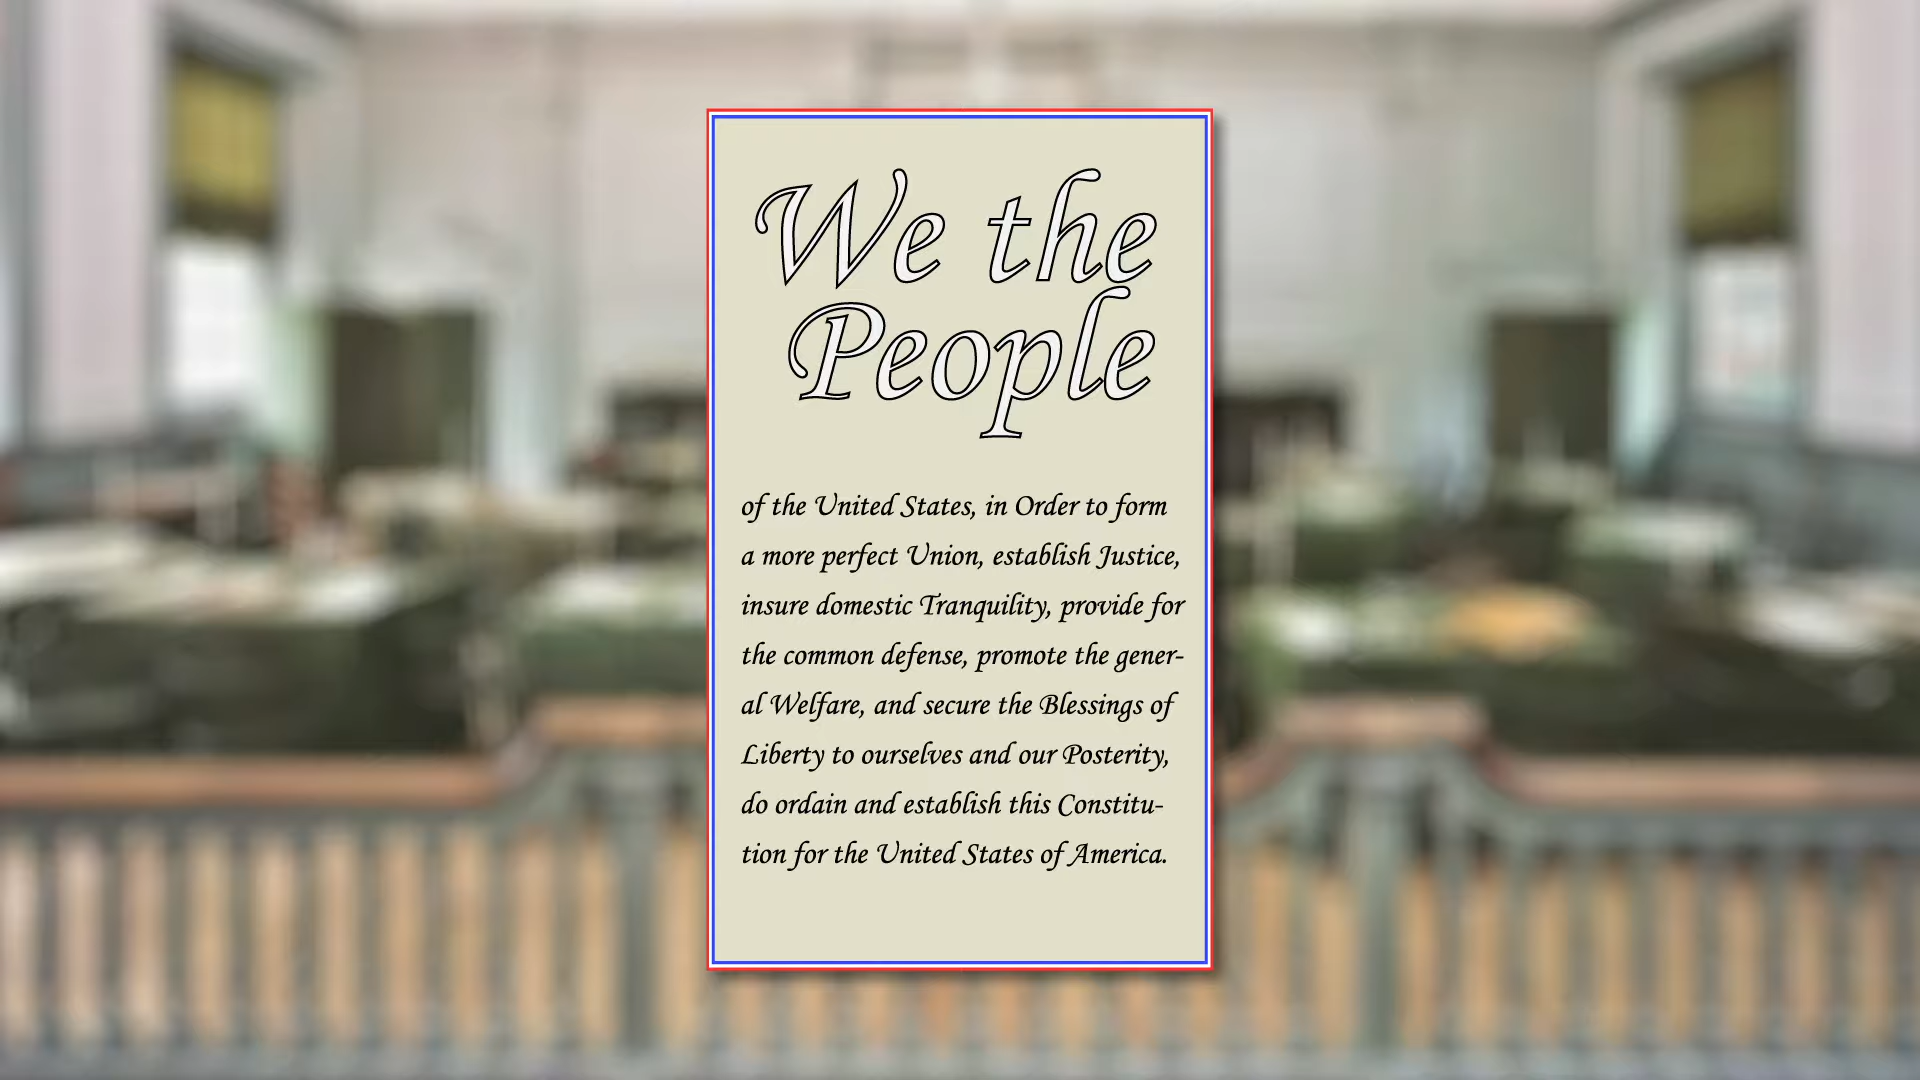 We the
People
of the United States, in Order to form
a more perfect Union, establish Justice,
insure domestic Tranquility, provide for
the common defense, promote the gener-
al Welfare, and secure the Blessings of
Liberty to ourselves and our Posterity,
do ordain and establish this Constitu-
tion for the United States of America.